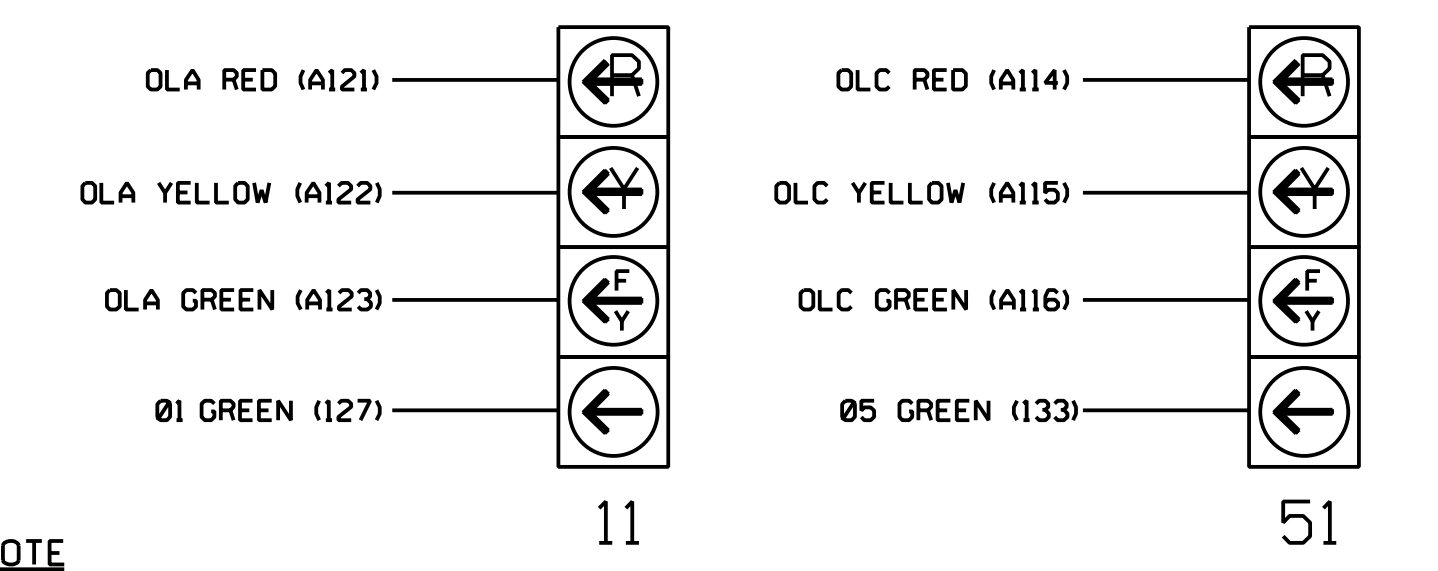 OLA RED (A121)
R
OLA YELLOW (A122)
Y
OLA GREEN (A123)
F
Y
Ø1 GREEN (127)
11
OLC RED (A114)
R
OLC YELLOW (A115)
Y
OLC GREEN (A116)
F
Y
Ø5 GREEN (133)
51
OTE